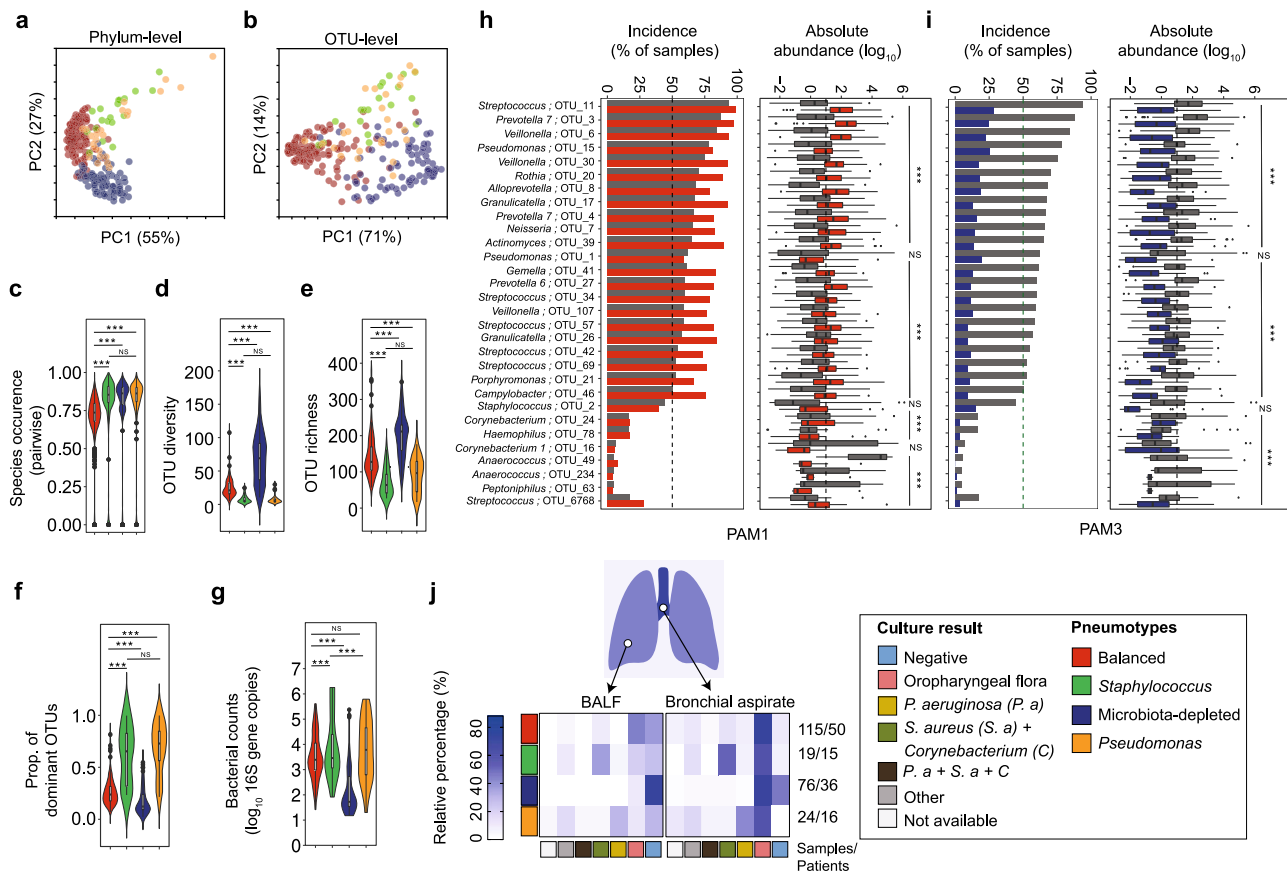 a
Phylum-level
PC2 (27%)
PC1 (55%)
b
OTU-level
PC2 (14%)
PC1 (71%)
c
Species occurence
(pairwise)
1.00
0.75
0.50
0.25
0.00
***
***
***
NS
d
OTU diversity
200
150
100
50
0
***
***
NS
***
e
OTU richness
400
300
200
100
0
***
***
NS
***
f
Prop. of
dominant OTUs
1.0
0.5
0.0
***
***
NS
***
g
Bacterial counts
(log10 16S gene copies)
7
6
5
4
3
2
1
0
NS
***
***
***
h
Incidence
(% of samples)
0
25
50
75
100
Absolute
abundance (log10)
−2
0
2
4
6
Streptococcus ; OTU_11
Prevotella 7 ; OTU_3
Veillonella ; OTU_6
Pseudomonas ; OTU_15
Veillonella ; OTU_30
Rothia ; OTU_20
Alloprevotella ; OTU_8
Granulicatella ; OTU_17
Prevotella 7 ; OTU_4
Neisseria ; OTU_7
Actinomyces ; OTU_39
Pseudomonas ; OTU_1
Gemella ; OTU_41
Prevotella 6 ; OTU_27
Streptococcus ; OTU_34
Veillonella ; OTU_107
Streptococcus ; OTU_57
Granulicatella ; OTU_26
Streptococcus ; OTU_42
Streptococcus ; OTU_69
Porphyromonas ; OTU_21
Campylobacter ; OTU_46
Staphylococcus ; OTU_2
Corynebacterium ; OTU_24
Haemophilus ; OTU_78
Corynebacterium 1 ; OTU_16
Anaerococcus ; OTU_49
Anaerococcus ; OTU_234
Peptoniphilus ; OTU_63
Streptococcus ; OTU_6768
***
NS
***
NS
***
NS
***
PAM1
i
Incidence
(% of samples)
0
25
50
75
100
Absolute
abundance (log10)
−2
0
2
4
6
***
NS
***
NS
***
PAM3
j
BALF
Bronchial aspirate
Relative percentage (%)
80
60
40
20
0
115/50
19/15
76/36
24/16
Samples/
Patients
Culture result
Negative
Oropharyngeal flora
P. aeruginosa (P. a)
S. aureus (S. a) +
Corynebacterium (C)
P. a + S. a + C
Other
Not available
Pneumotypes
Balanced
Staphylococcus
Microbiota-depleted
Pseudomonas